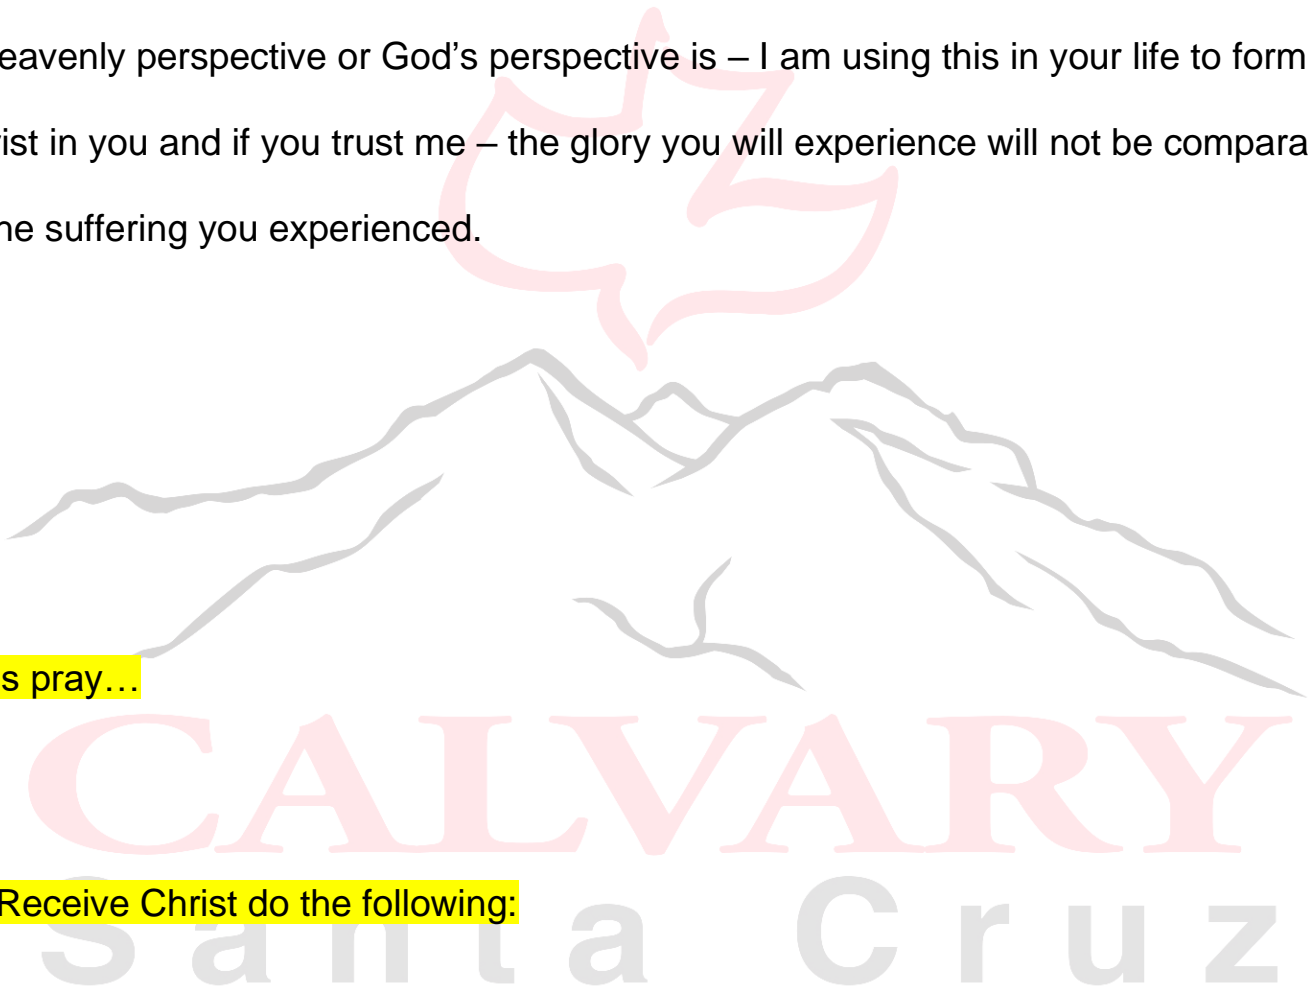 eavenly perspective or God’s perspective is – I am using this in your life to form
ist in you and if you trust me – the glory you will experience will not be compara
he suffering you experienced.
s pray…
CALVARY
Receive Christ do the following:
Santa Cruz